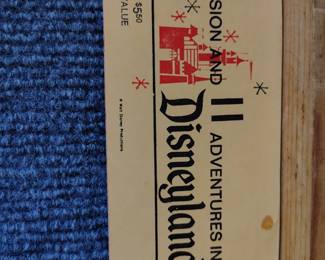 SION AND
11 ADVENTURES IN
Disneyland
$5.50
VALUE
© Walt Disney Productions